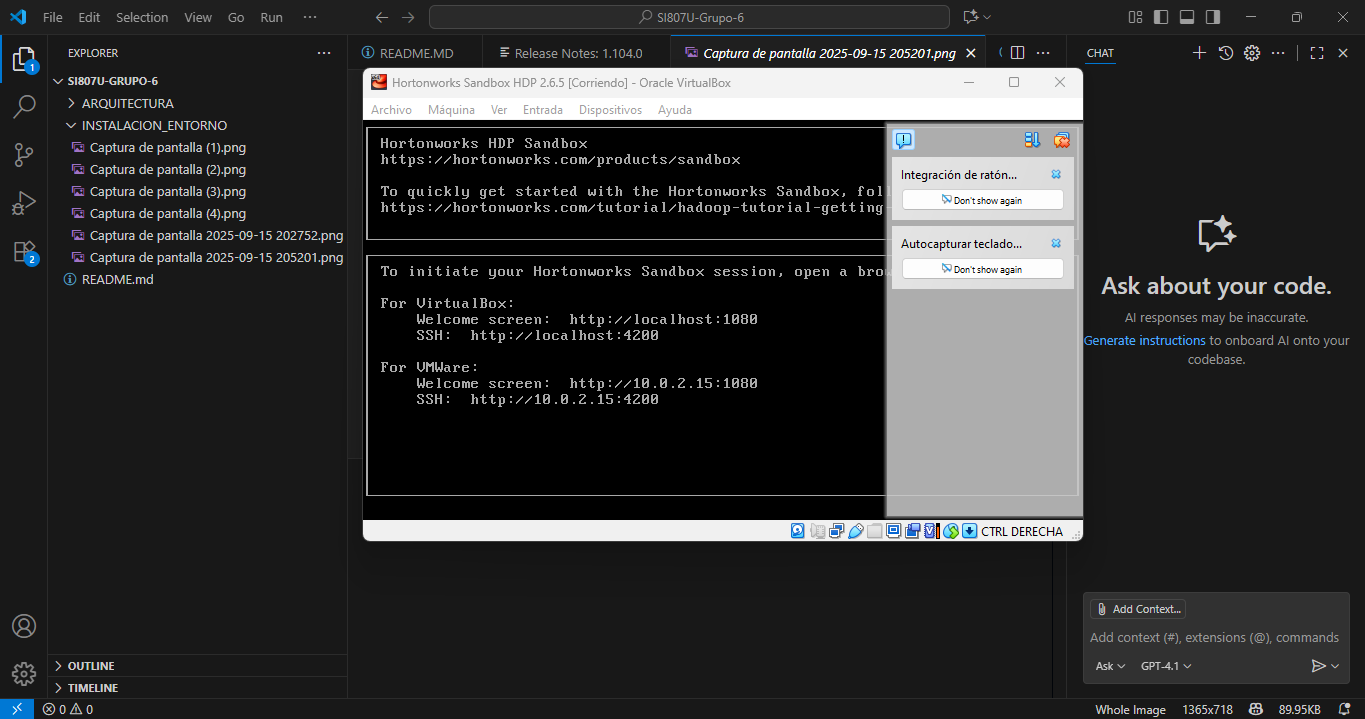 File Edit Selection View Go Run ··· SI807U-Grupo-6
EXPLORER ···
SI807U-GRUPO-6
ARQUITECTURA
INSTALACION_ENTORNO
Captura de pantalla (1).png
Captura de pantalla (2).png
Captura de pantalla (3).png
Captura de pantalla (4).png
Captura de pantalla 2025-09-15 202752.png
Captura de pantalla 2025-09-15 205201.png
README.md
OUTLINE
TIMELINE
1
2
README.MD Release Notes: 1.104.0 Captura de pantalla 2025-09-15 205201.png
Hortonworks Sandbox HDP 2.6.5 [Corriendo] - Oracle VirtualBox
Archivo Máquina Ver Entrada Dispositivos Ayuda
Hortonworks HDP Sandbox
https://hortonworks.com/products/sandbox
To quickly get started with the Hortonworks Sandbox, fol
https://hortonworks.com/tutorial/hadoop-tutorial-getting-
To initiate your Hortonworks Sandbox session, open a brow
For VirtualBox:
Welcome screen: http://localhost:1080
SSH: http://localhost:4200
For VMWare:
Welcome screen: http://10.0.2.15:1080
SSH: http://10.0.2.15:4200
Integración de ratón...
Don't show again
Autocapturar teclado...
Don't show again
CTRL DERECHA
CHAT
Ask about your code.
AI responses may be inaccurate.
Generate instructions to onboard AI onto your
codebase.
Add Context...
Add context (#), extensions (@), commands
Ask GPT-4.1
0 0 Whole Image 1365x718 89.95KB